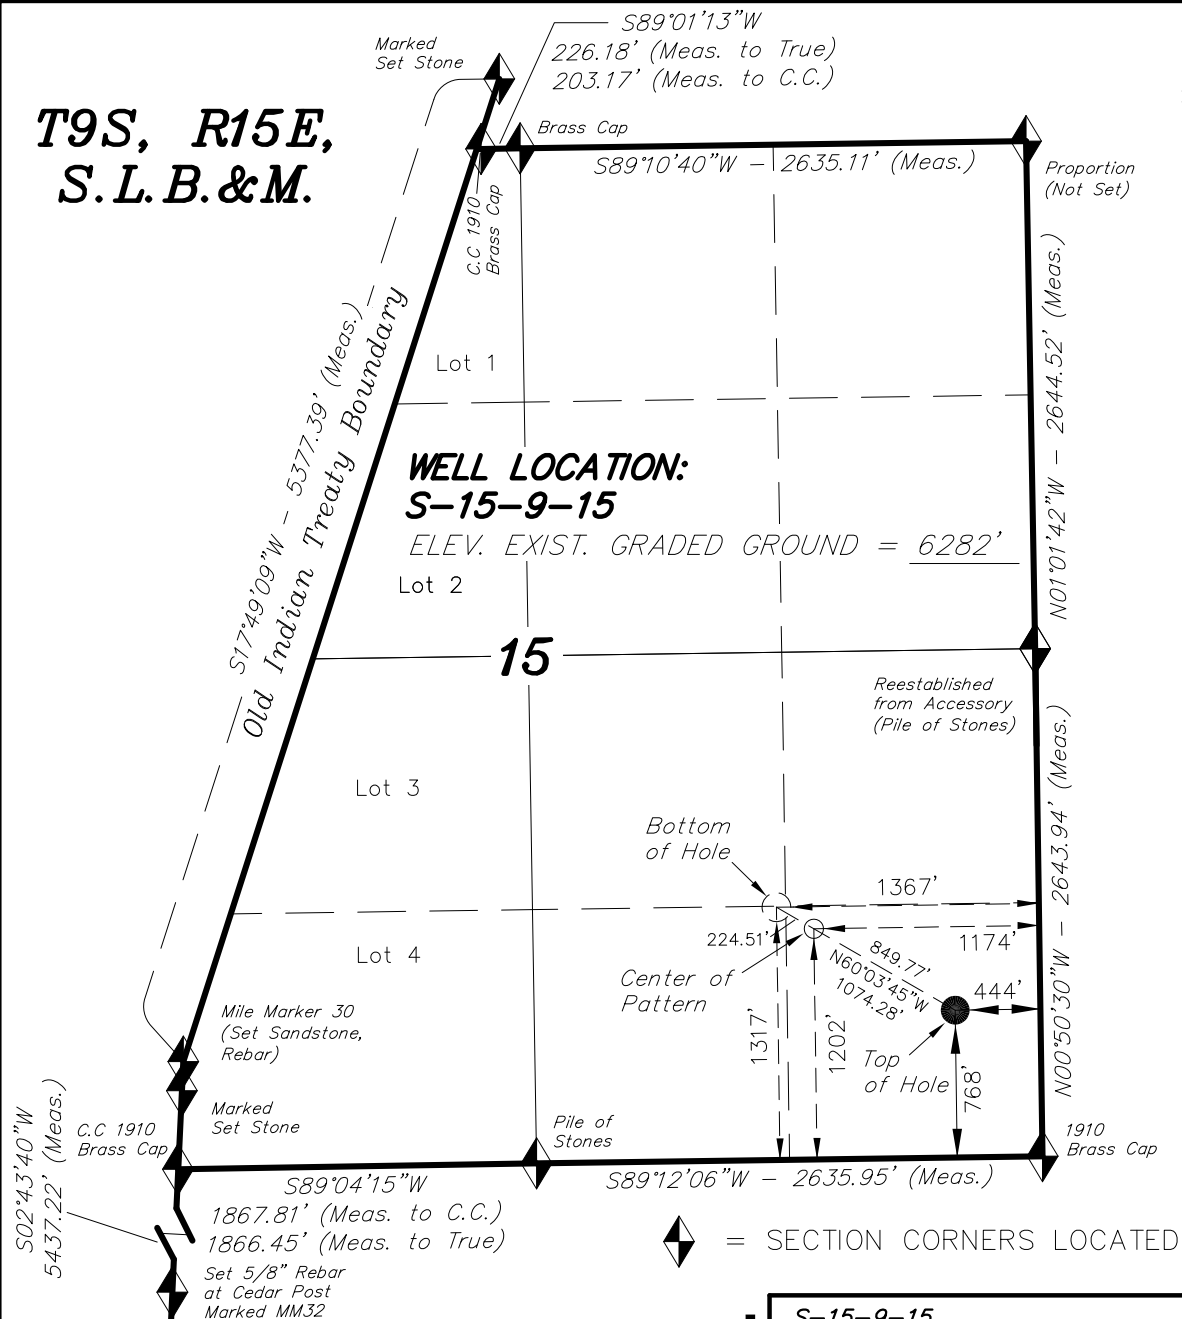 S89°01'13"W
226.18' (Meas. to True)
203.17' (Meas. to C.C.)
Marked
Set Stone
T9S, R15E,
S.L.B.&M.
Brass Cap
S89°10'40"W - 2635.11' (Meas.)
Proportion
(Not Set)
C.C 1910
Brass Cap
N01°01'42"W - 2644.52' (Meas.)
S17°49'09"W - 5377.39' (Meas.)
Old Indian Treaty Boundary
Lot 1
WELL LOCATION:
S-15-9-15
ELEV. EXIST. GRADED GROUND = 6282'
Lot 2
15
Reestablished
from Accessory
(Pile of Stones)
Lot 3
Bottom
of Hole
1367'
1174'
224.51'
849.77'
N60°03'45"W
1074.28'
444'
Center of
Pattern
Lot 4
1317'
1202'
Top
of Hole
768'
N00°50'30"W - 2643.94' (Meas.)
Mile Marker 30
(Set Sandstone,
Rebar)
Marked
Set Stone
C.C 1910
Brass Cap
Pile of
Stones
1910
Brass Cap
S02°43'40"W
5437.22' (Meas.)
S89°04'15"W
1867.81' (Meas. to C.C.)
1866.45' (Meas. to True)
S89°12'06"W - 2635.95' (Meas.)
Set 5/8" Rebar
at Cedar Post
Marked MM32
= SECTION CORNERS LOCATED
S-15-9-15